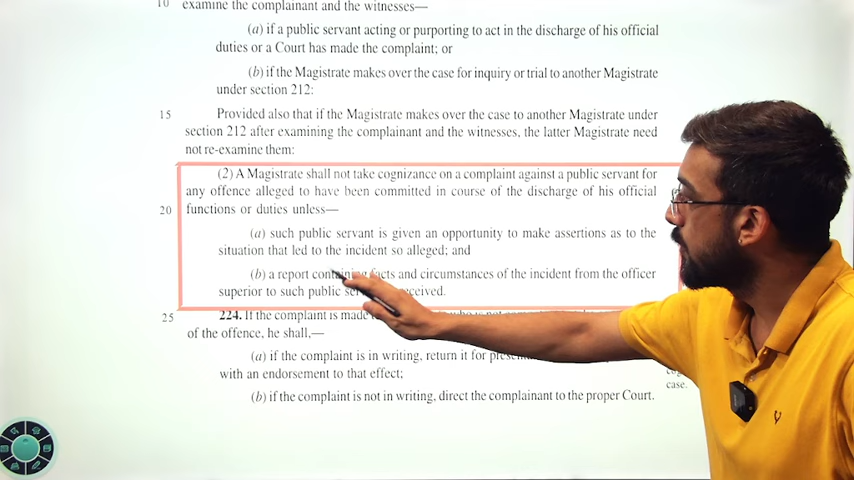 10 examine the complainant and the witnesses—
(a) if a public servant acting or purporting to act in the discharge of his official
duties or a Court has made the complaint; or
(b) if the Magistrate makes over the case for inquiry or trial to another Magistrate
under section 212:
15 Provided also that if the Magistrate makes over the case to another Magistrate under
section 212 after examining the complainant and the witnesses, the latter Magistrate need
not re-examine them:
(2) A Magistrate shall not take cognizance on a complaint against a public servant for
any offence alleged to have been committed in course of the discharge of his official
20 functions or duties unless—
(a) such public servant is given an opportunity to make assertions as to the
situation that led to the incident so alleged; and
(b) a report containing facts and circumstances of the incident from the officer
superior to such public received.
25 224. If the complaint is made
of the offence, he shall,—
(a) if the complaint is in writing, return it for
with an endorsement to that effect;
case.
(b) if the complaint is not in writing, direct the complainant to the proper Court.